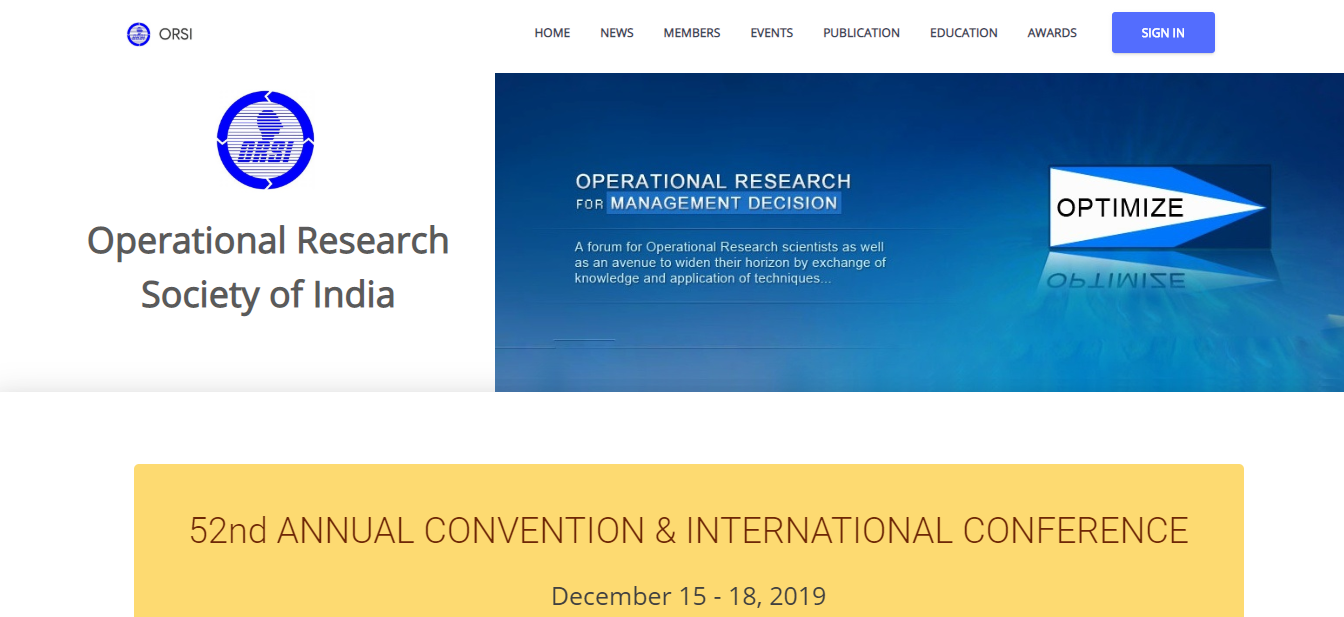 ORSI
HOME NEWS MEMBERS EVENTS PUBLICATION EDUCATION AWARDS SIGN IN
ORSI
Operational Research
Society of India
OPERATIONAL RESEARCH
FOR MANAGEMENT DECISION
A forum for Operational Research scientists as well
as an avenue to widen their horizon by exchange of
knowledge and application of techniques...
OPTIMIZE
OPTIMIZE
52nd ANNUAL CONVENTION & INTERNATIONAL CONFERENCE
December 15 - 18, 2019